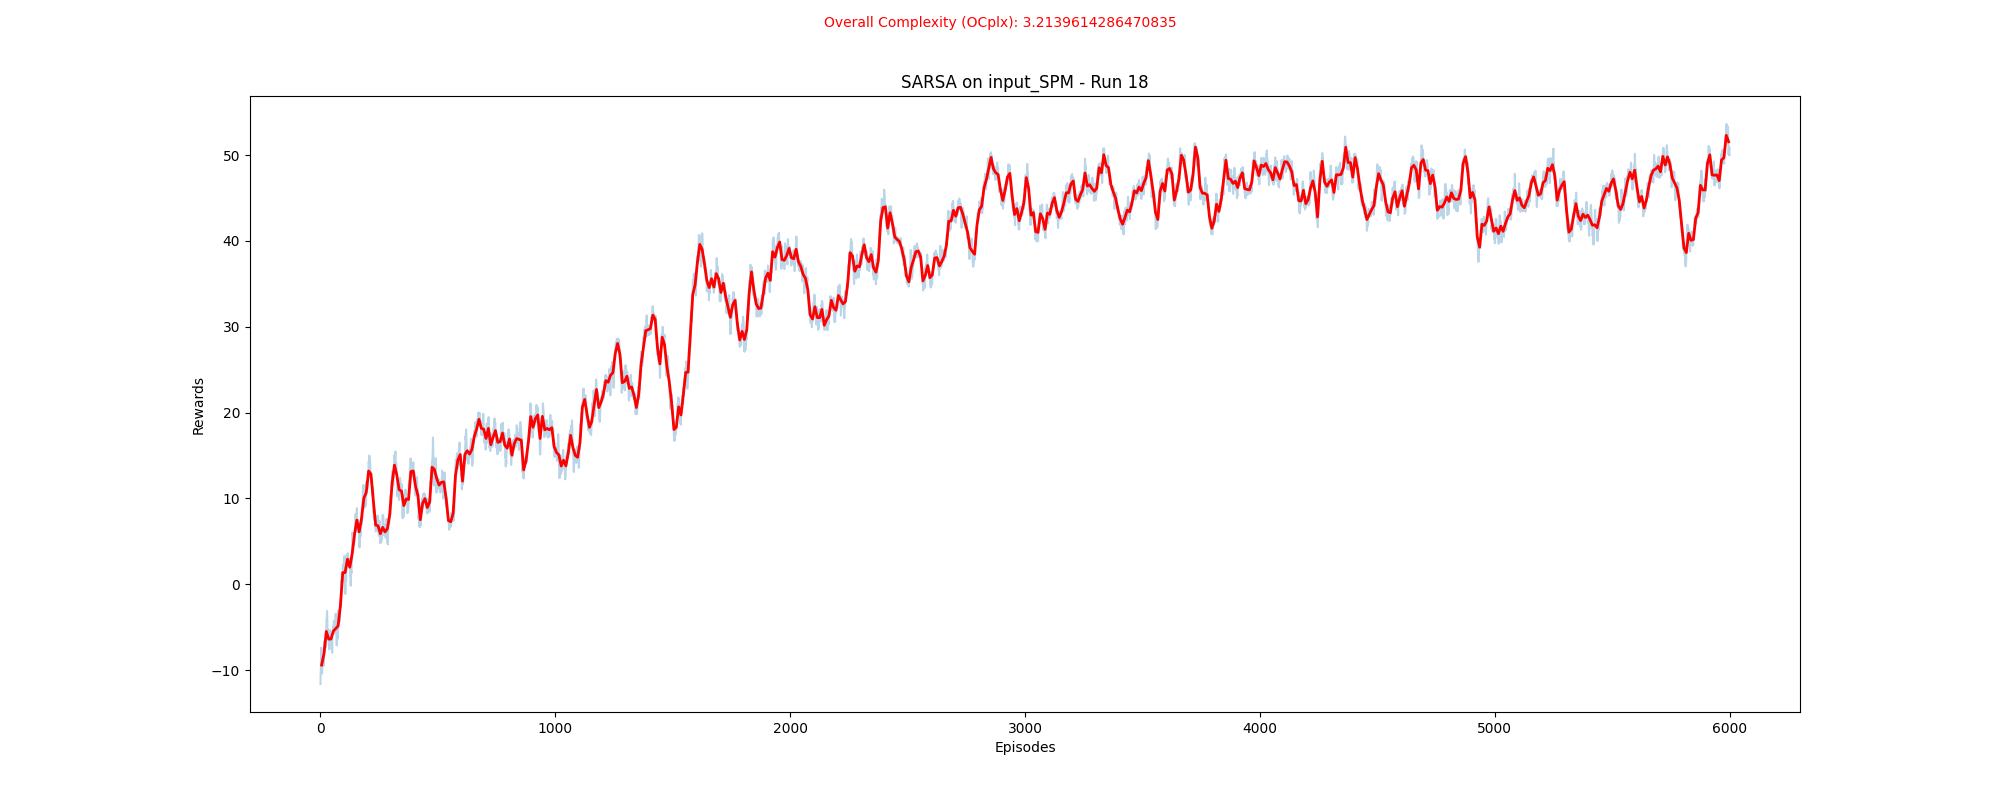 Overall Complexity (OCplx): 3.2139614286470835
SARSA on input_SPM - Run 18
Rewards
50
40
30
20
10
0
−10
0 1000 2000 3000 4000 5000 6000
Episodes